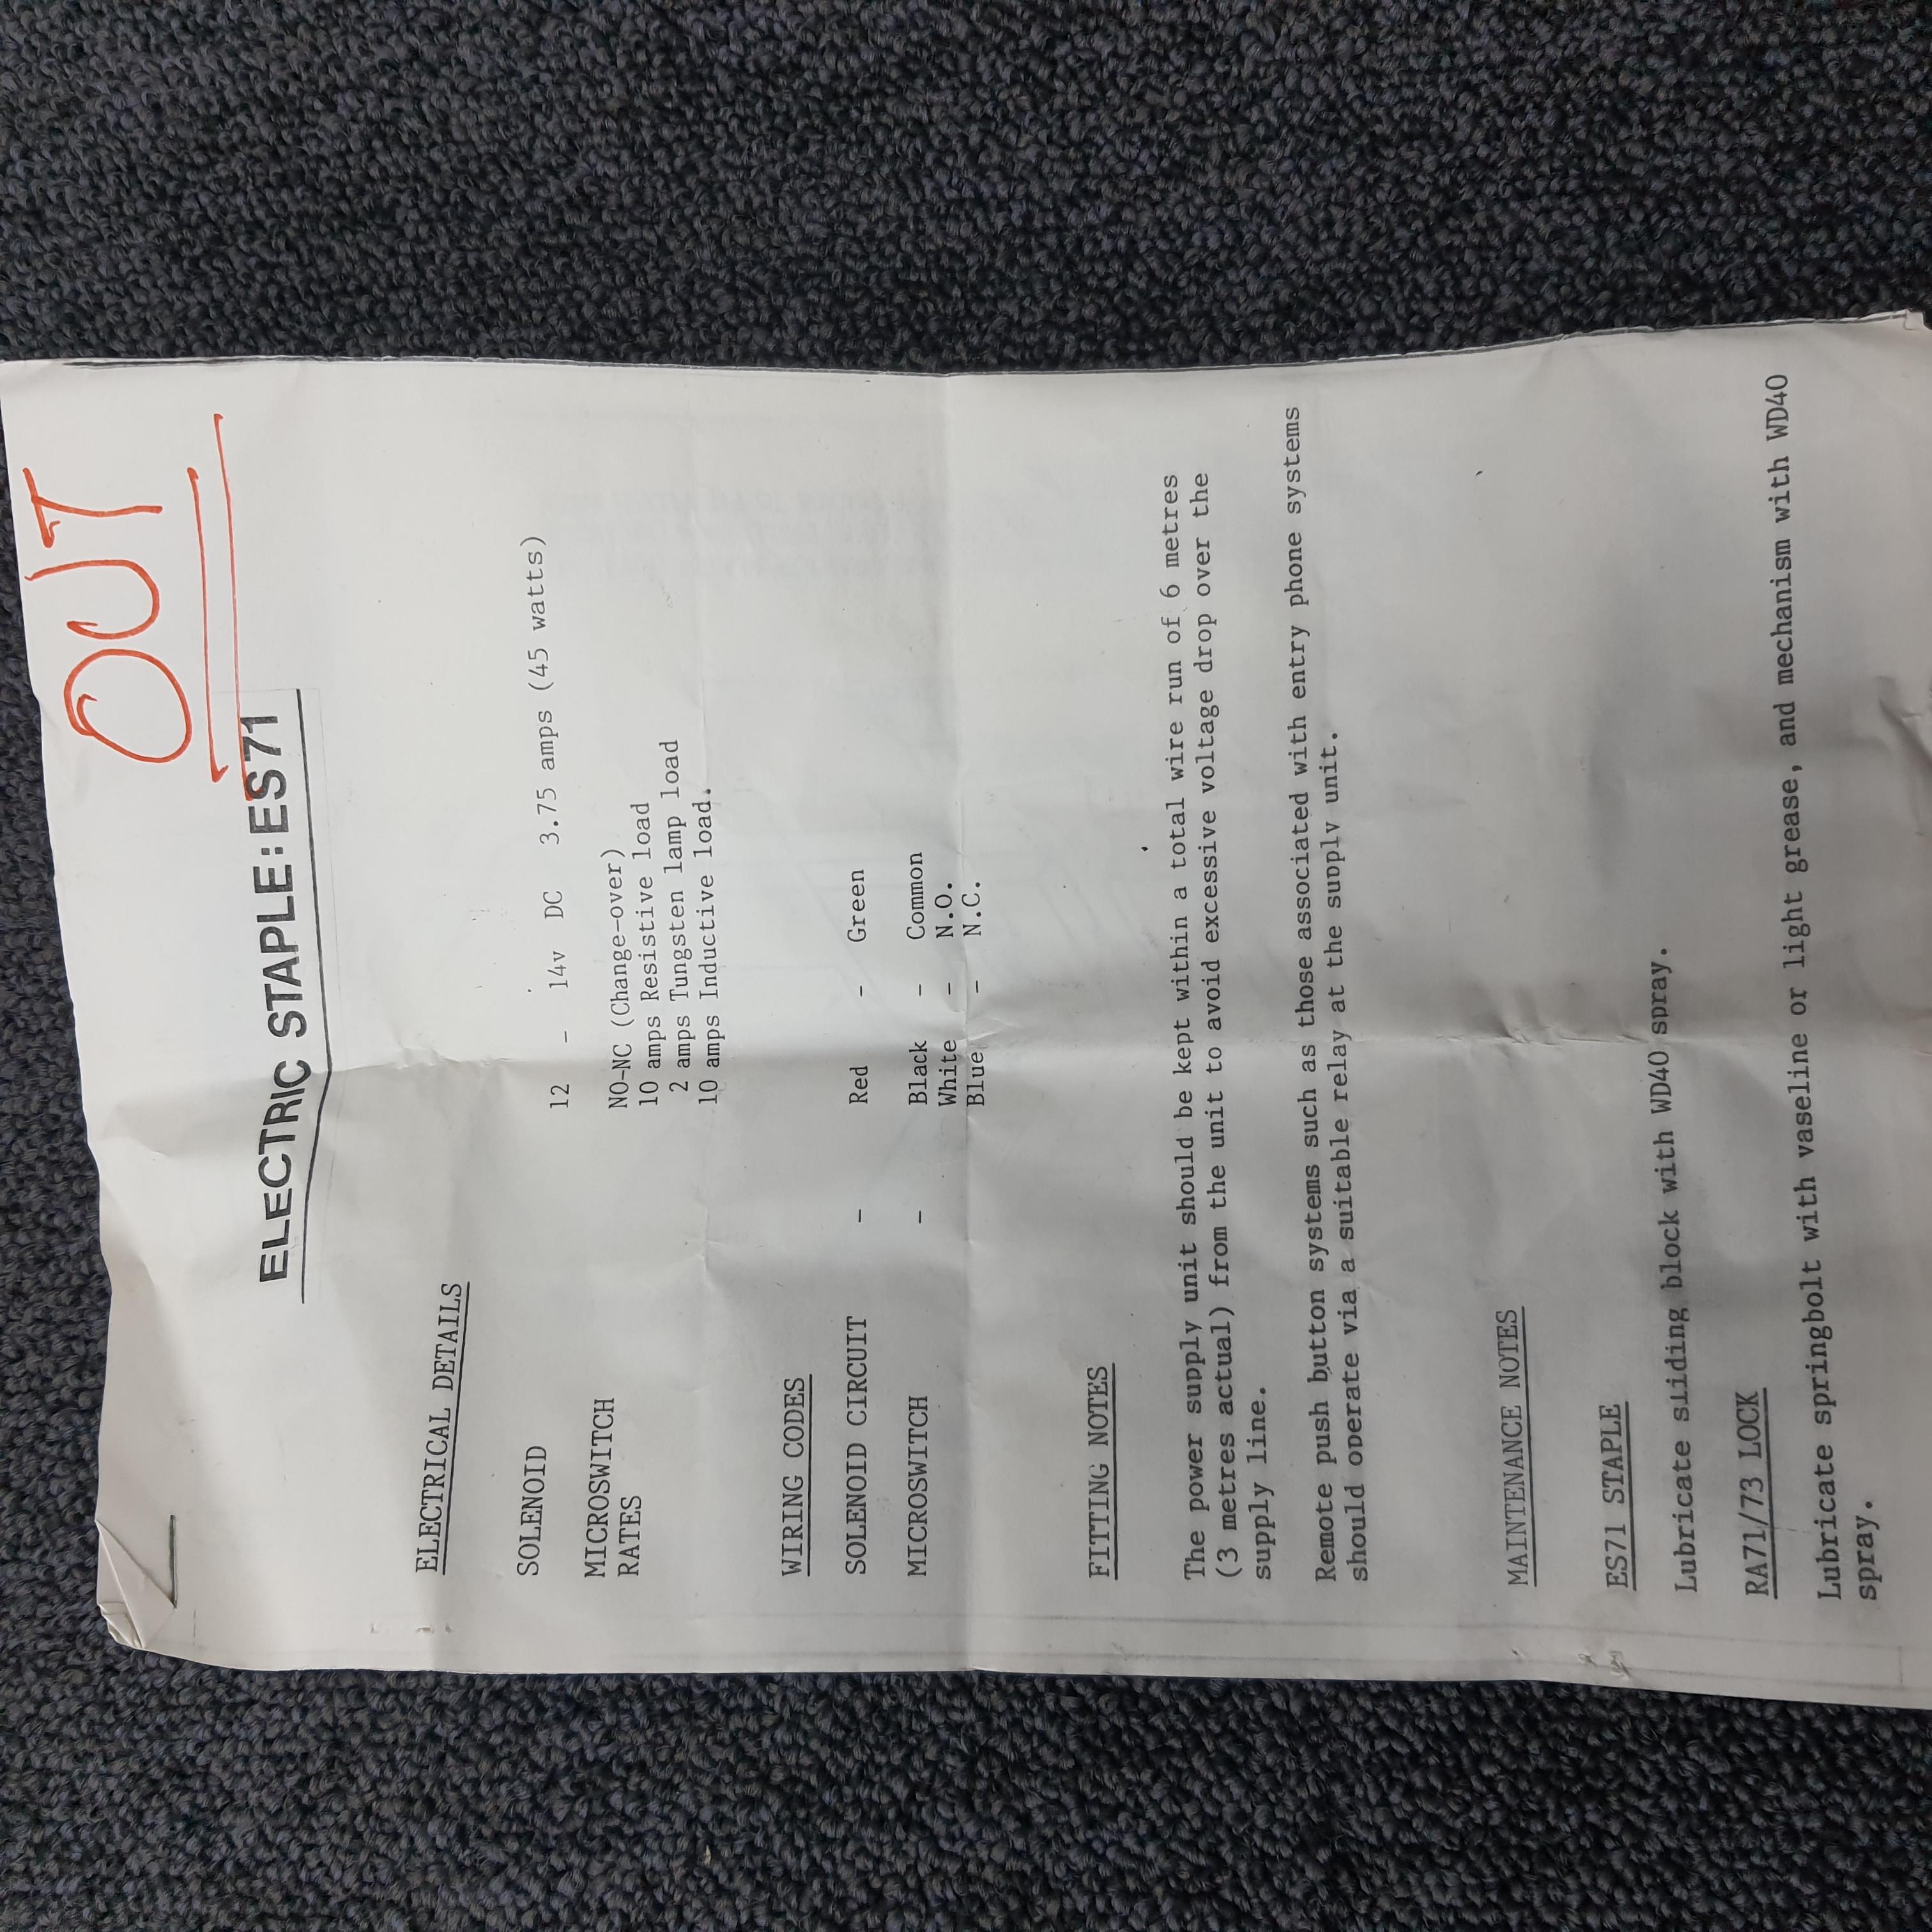 OUT
ELECTRIC STAPLE:ES71
ELECTRICAL DETAILS
SOLENOID 12 - 14v DC 3.75 amps (45 watts)
MICROSWITCH NO-NC (Change-over)
RATES 10 amps Resistive load
2 amps Tungsten lamp load
10 amps Inductive load.
WIRING CODES
SOLENOID CIRCUIT - Red - Green
MICROSWITCH - Black - Common
White - N.O.
Blue - N.C.
FITTING NOTES
The power supply unit should be kept within a total wire run of 6 metres
(3 metres actual) from the unit to avoid excessive voltage drop over the
supply line.
Remote push button systems such as those associated with entry phone systems
should operate via a suitable relay at the supply unit.
MAINTENANCE NOTES
ES71 STAPLE
Lubricate sliding block with WD40 spray.
RA71/73 LOCK
Lubricate springbolt with vaseline or light grease, and mechanism with WD40
spray.